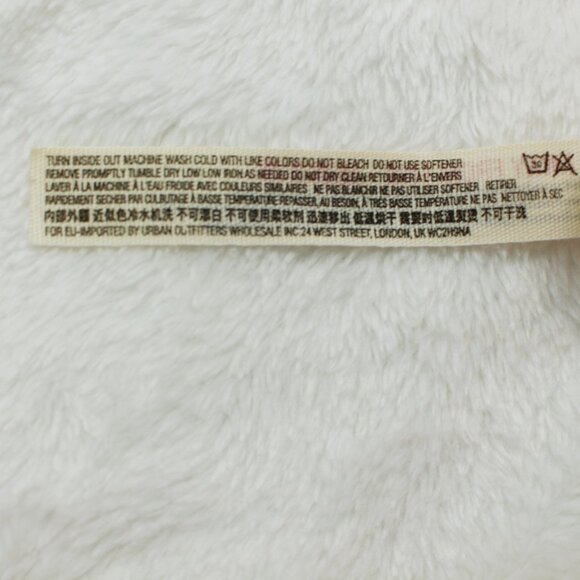 TURN INSIDE OUT MACHINE WASH COLD WITH LIKE COLORS DO NOT BLEACH DO NOT USE SOFTENER
REMOVE PROMPTLY TUMBLE DRY LOW LOW IRON AS NEEDED DO NOT DRY CLEAN RETOURNER A L'ENVERS
LAVER À LA MACHINE À L'EAU FROIDE AVEC COULEURS SIMILAIRES NE PAS BLANCHIR NE PAS UTILISER SOFTENER RETIRER
RAPIDEMENT SECHER PAR CULBUTAGE À BASSE TEMPERATURE REPASSER, AU BESOIN, À TRÉS BASSE TEMPÉRATURE NE PAS NETTOYER À SEC
内部外翻 近似色冷水机洗 不可漂白 不可使用柔软剂 迅速移出 低温烘干 需要时低温熨烫 不可干洗
FOR EU-IMPORTED BY URBAN OUTFITTERS WHOLESALE INC.24 WEST STREET, LONDON, UK WC2H9NA
30